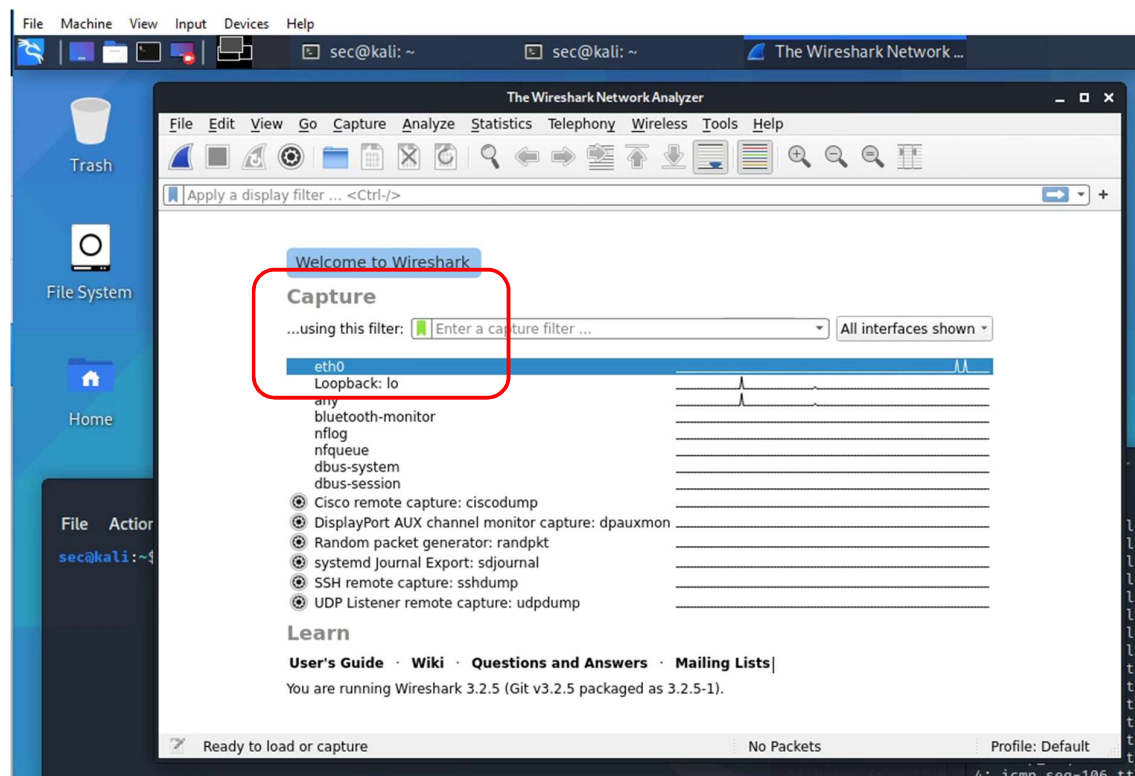 File Machine View Input Devices Help
sec@kali: ~ sec@kali: ~ The Wireshark Network ...
The Wireshark Network Analyzer
File Edit View Go Capture Analyze Statistics Telephony Wireless Tools Help
Trash
Apply a display filter ... <Ctrl-/>
Welcome to Wireshark
File System
Capture
...using this filter: Enter a capture filter ... All interfaces shown
eth0
Loopback: lo
any
Home
bluetooth-monitor
nflog
nfqueue
dbus-system
dbus-session
Cisco remote capture: ciscodump
DisplayPort AUX channel monitor capture: dpauxmon
File Action
Random packet generator: randpkt
sec@kali:~$
systemd Journal Export: sdjournal
SSH remote capture: sshdump
UDP Listener remote capture: udpdump
Learn
User's Guide · Wiki · Questions and Answers · Mailing Lists
You are running Wireshark 3.2.5 (Git v3.2.5 packaged as 3.2.5-1).
Ready to load or capture No Packets Profile: Default